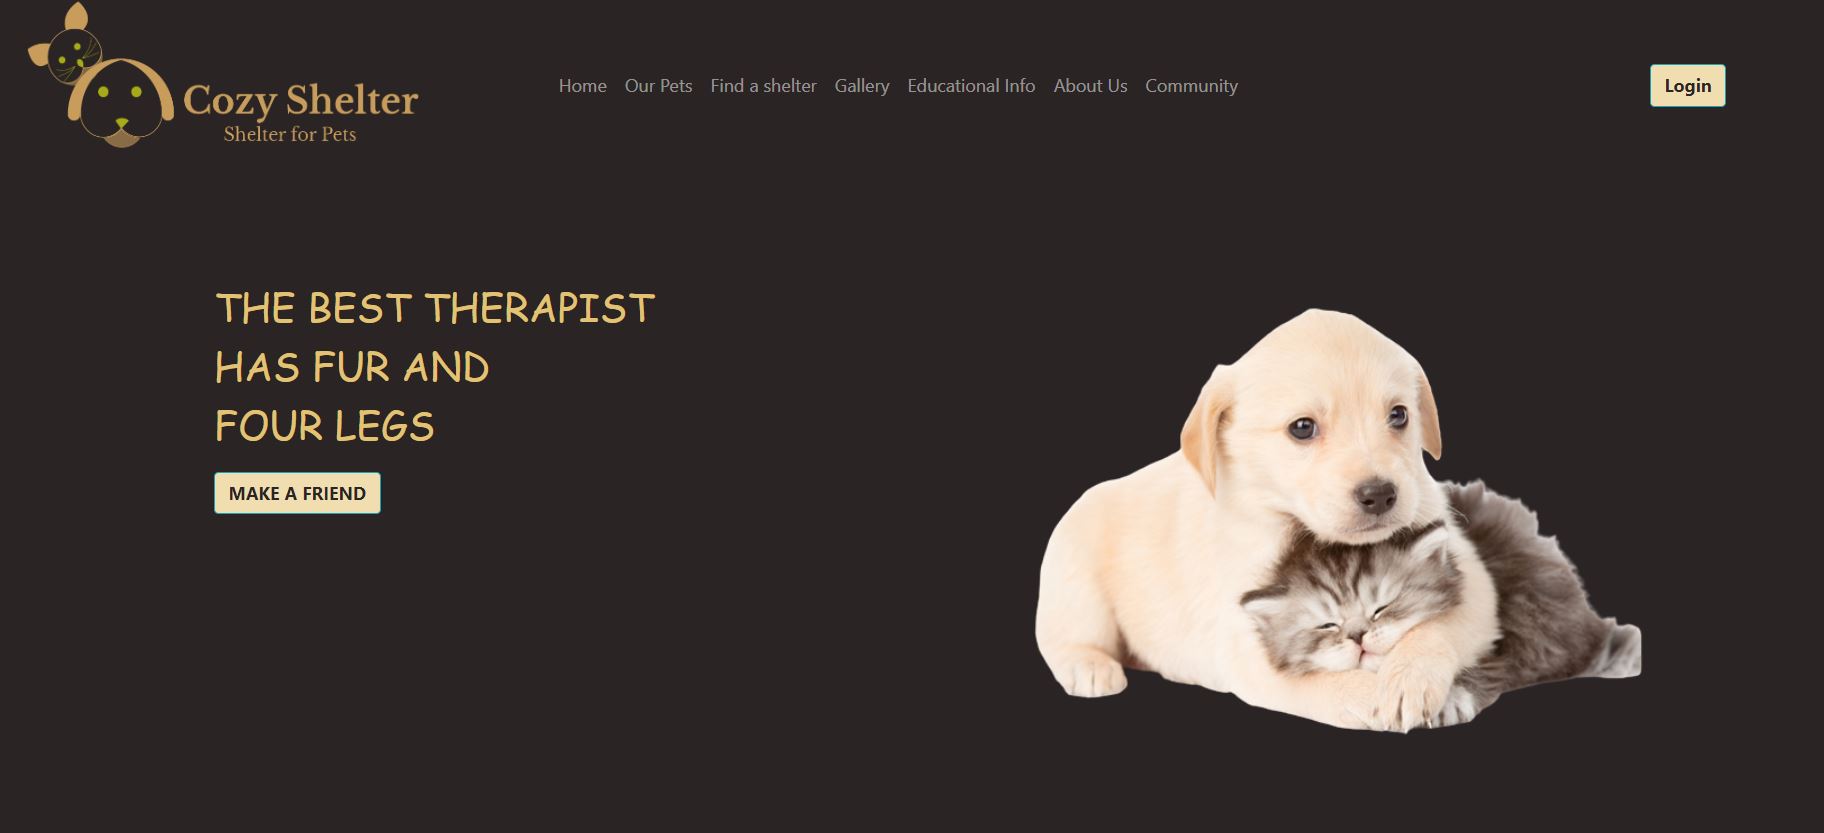 Cozy Shelter
Shelter for Pets
Home Our Pets Find a shelter Gallery Educational Info About Us Community
Login
THE BEST THERAPIST
HAS FUR AND
FOUR LEGS
MAKE A FRIEND